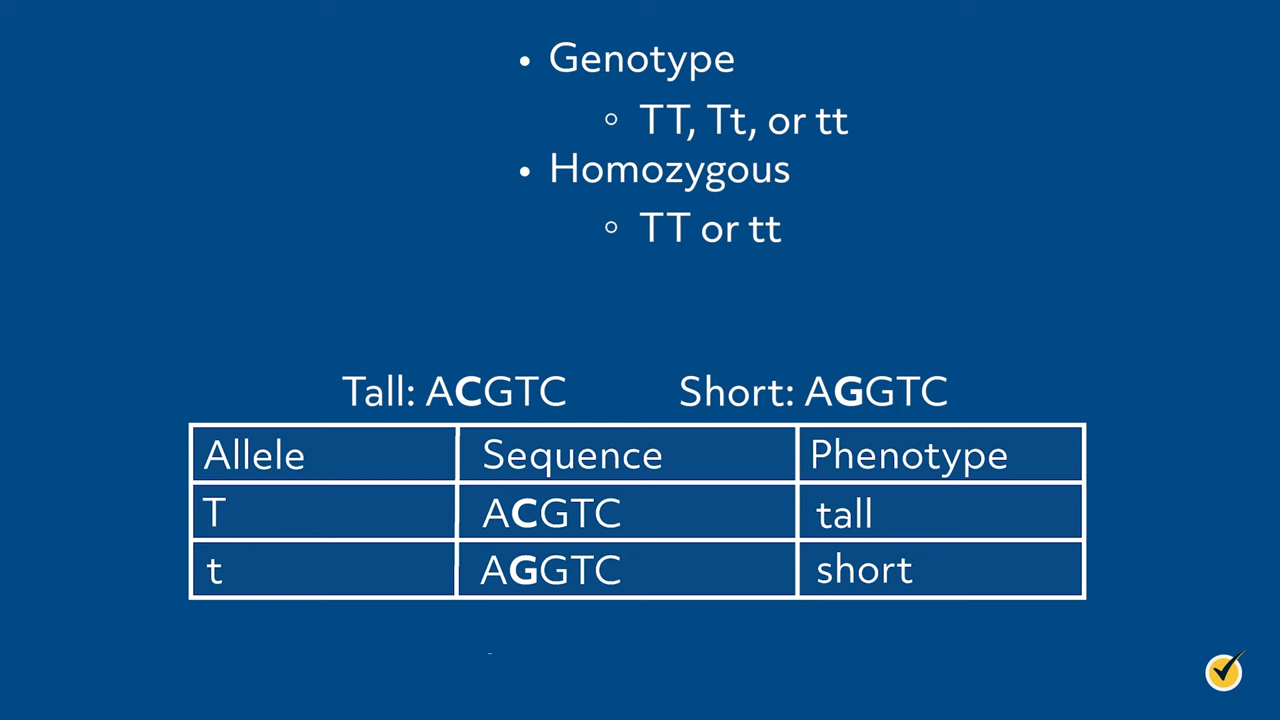 • Genotype
◦ TT, Tt, or tt
• Homozygous
◦ TT or tt
Tall: ACGTC Short: AGGTC
Allele Sequence Phenotype
T ACGTC tall
t AGGTC short